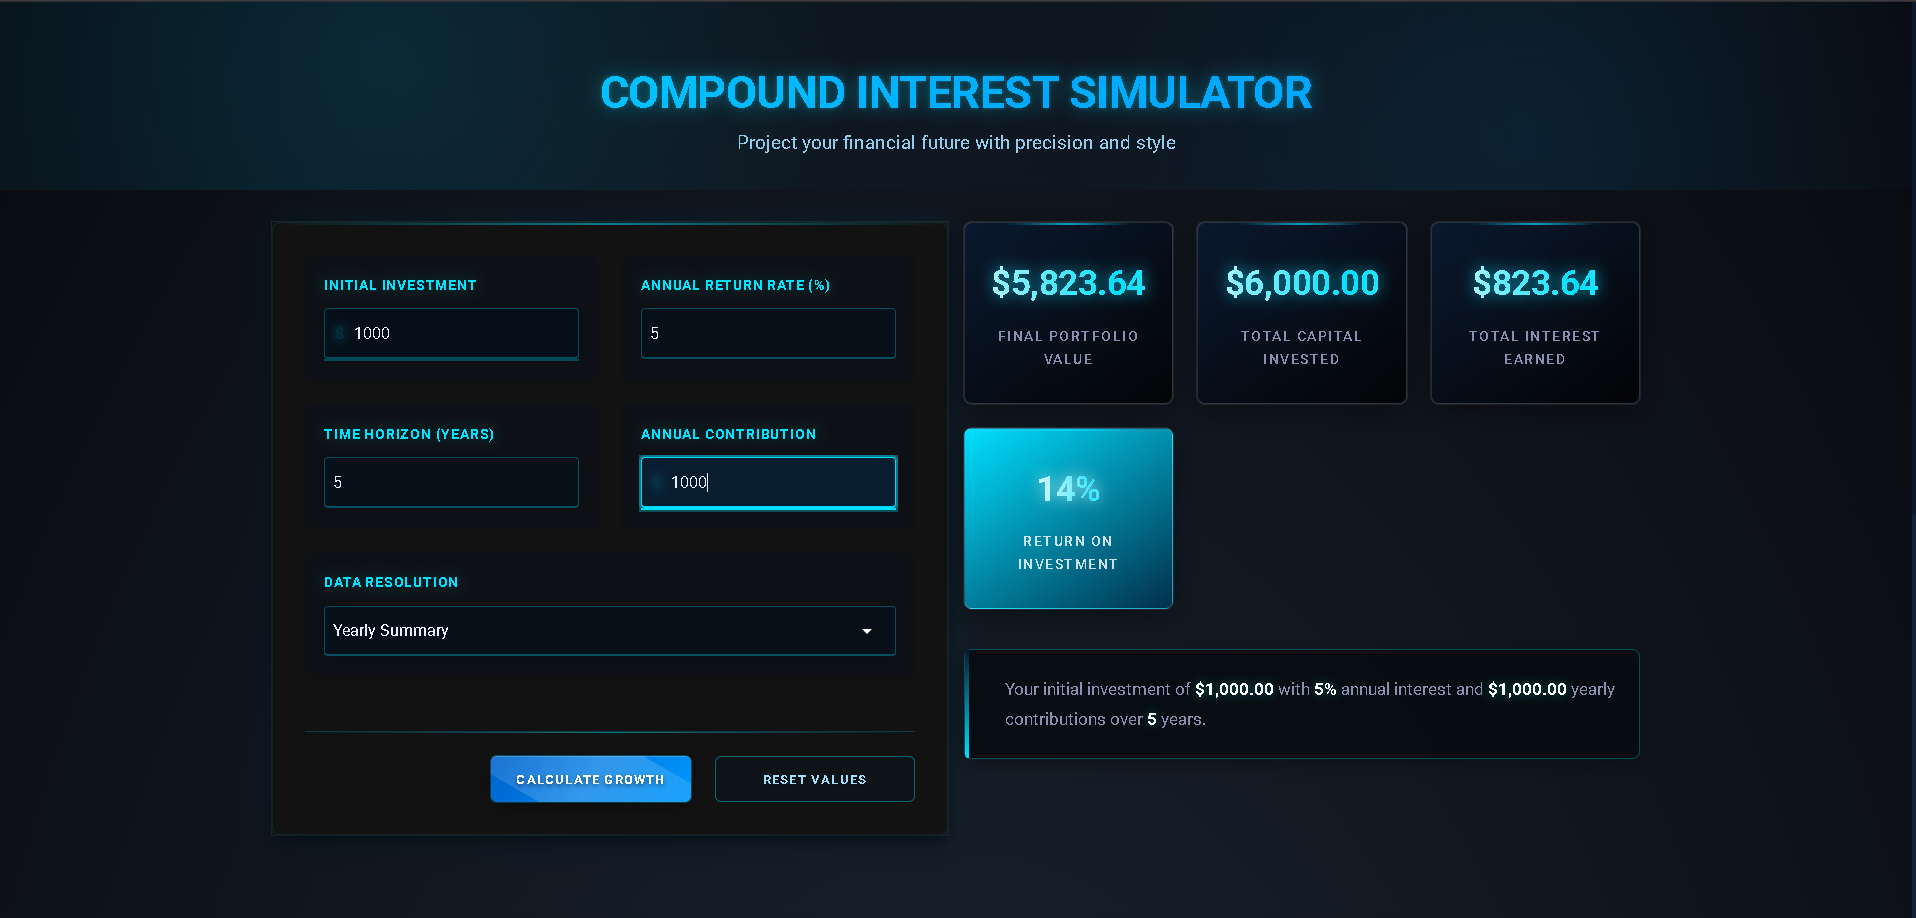 COMPOUND INTEREST SIMULATOR
Project your financial future with precision and style
INITIAL INVESTMENT
$ 1000
ANNUAL RETURN RATE (%)
5
TIME HORIZON (YEARS)
5
ANNUAL CONTRIBUTION
$ 1000
DATA RESOLUTION
Yearly Summary
CALCULATE GROWTH
RESET VALUES
$5,823.64
FINAL PORTFOLIO
VALUE
$6,000.00
TOTAL CAPITAL
INVESTED
$823.64
TOTAL INTEREST
EARNED
14%
RETURN ON
INVESTMENT
Your initial investment of $1,000.00 with 5% annual interest and $1,000.00 yearly
contributions over 5 years.